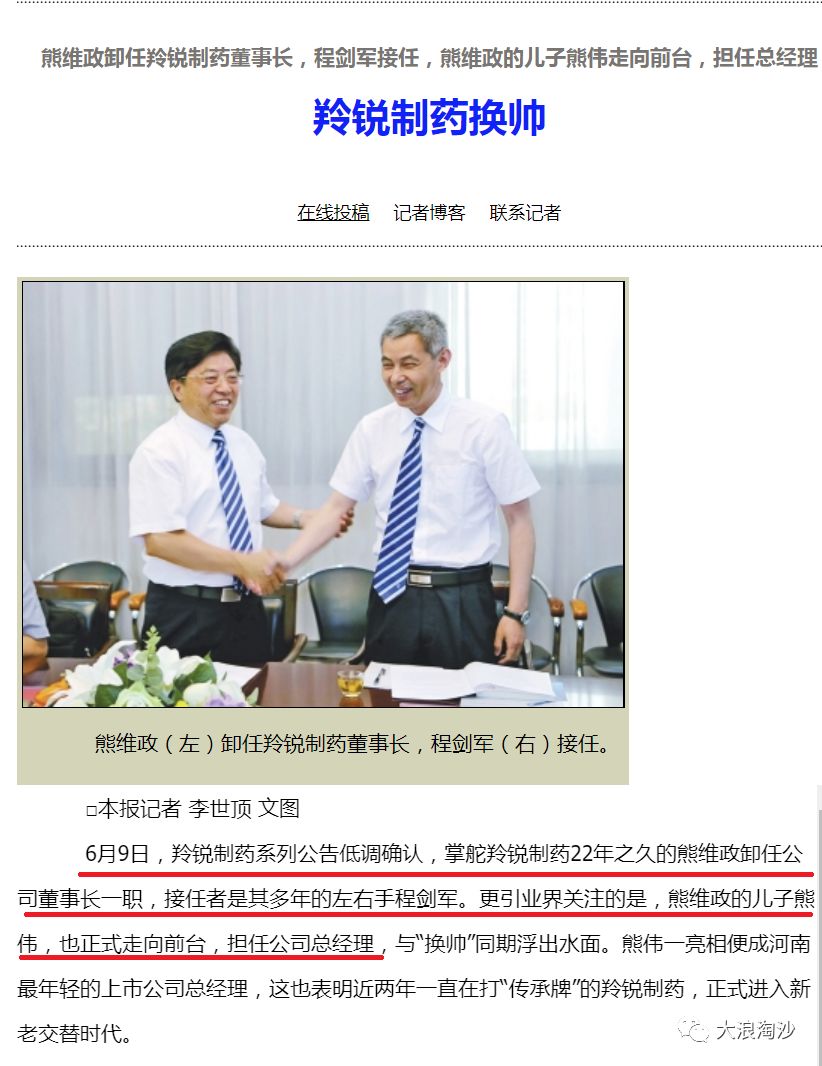 熊维政卸任羚锐制药董事长，程剑军接任，熊维政的儿子熊伟走向前台，担任总经理
羚锐制药换帅
在线投稿 记者博客 联系记者
熊维政（左）卸任羚锐制药董事长，程剑军（右）接任。
□本报记者 李世顶 文图
6月9日，羚锐制药系列公告低调确认，掌舵羚锐制药22年之久的熊维政卸任公
司董事长一职，接任者是其多年的左右手程剑军。更引业界关注的是，熊维政的儿子熊
伟，也正式走向前台，担任公司总经理，与“换帅”同期浮出水面。熊伟一亮相便成河南
最年轻的上市公司总经理，这也表明近两年一直在打“传承牌”的羚锐制药，正式进入新
老交替时代。
大浪淘沙